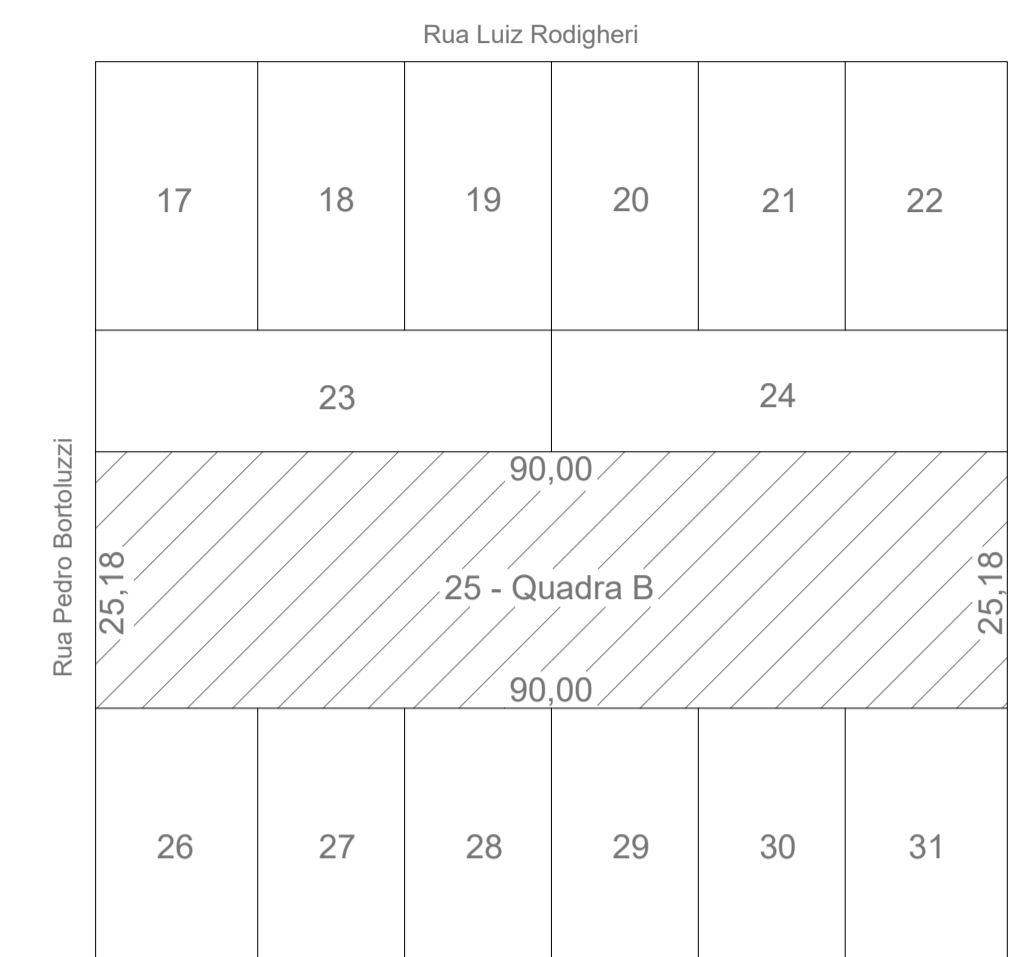 Rua Luiz Rodigheri
17 18 19 20 21 22
23 24
Rua Pedro Bortoluzzi
90,00
25,18
25 - Quadra B
25,18
90,00
26 27 28 29 30 31